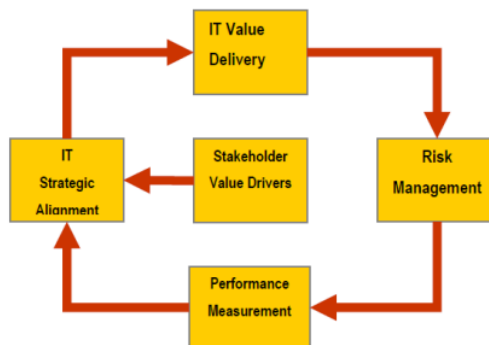 IT Value
Delivery
IT
Strategic
Alignment
Stakeholder
Value Drivers
Risk
Management
Performance
Measurement